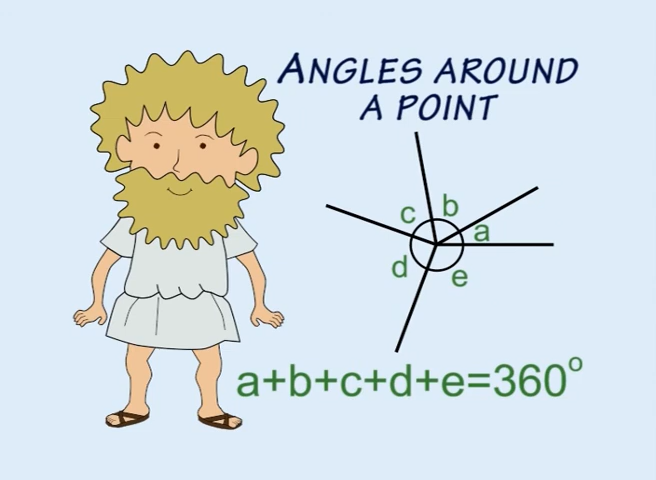 ANGLES AROUND
A POINT
c b
a
d
e
a+b+c+d+e=360°